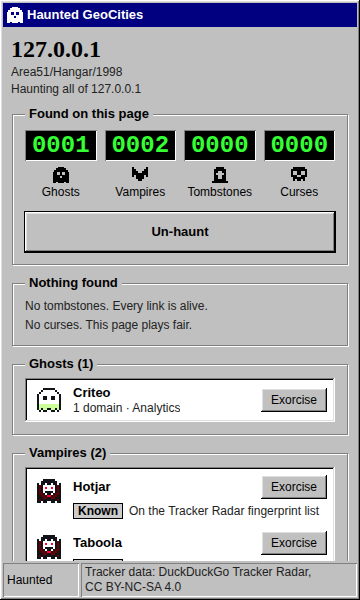 Haunted GeoCities
127.0.0.1
Area51/Hangar/1998
Haunting all of 127.0.0.1
Found on this page
0001 0002 0000 0000
Ghosts Vampires Tombstones Curses
Un-haunt
Nothing found
No tombstones. Every link is alive.
No curses. This page plays fair.
Ghosts (1)
Criteo
1 domain · Analytics
Exorcise
Vampires (2)
Hotjar
Exorcise
Known On the Tracker Radar fingerprint list
Taboola
Exorcise
Haunted
Tracker data: DuckDuckGo Tracker Radar,
CC BY-NC-SA 4.0